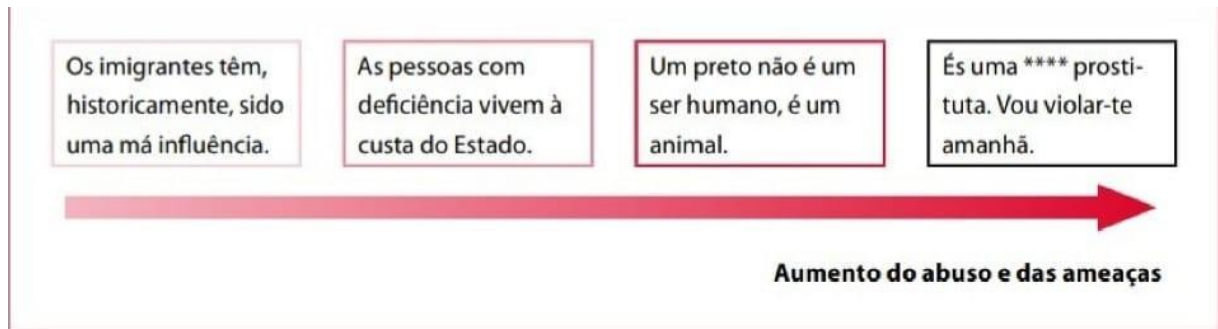 Os imigrantes têm,
historicamente, sido
uma má influência.
As pessoas com
deficiência vivem à
custa do Estado.
Um preto não é um
ser humano, é um
animal.
És uma **** prosti-
tuta. Vou violar-te
amanhã.
Aumento do abuso e das ameaças